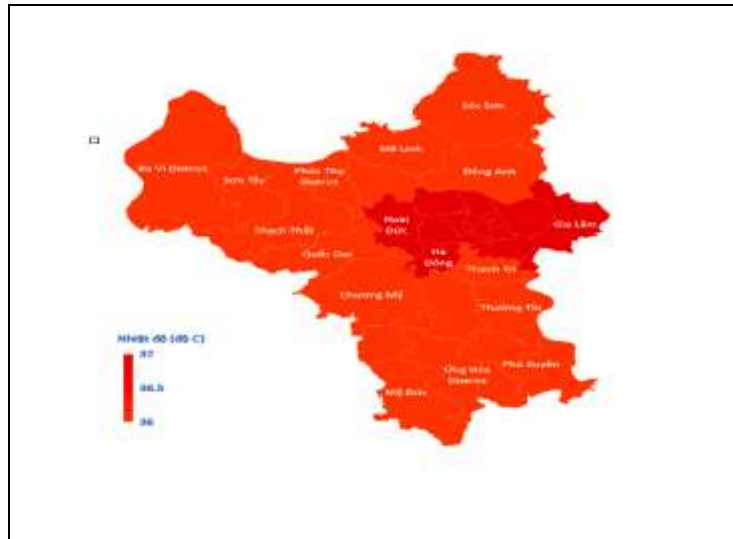 Sóc Sơn
Mê Linh
Ba Vì District
Sơn Tây
Phúc Thọ
District
Đông Anh
Hoài
Đức
Gia Lâm
Thạch Thất
Quốc Oai
Hà
Đông
Thanh Trì
Chương Mỹ
Thường Tín
Nhiệt độ (độ C)
37
36.5
36
Ứng Hòa
District
Phú Xuyên
Mỹ Đức